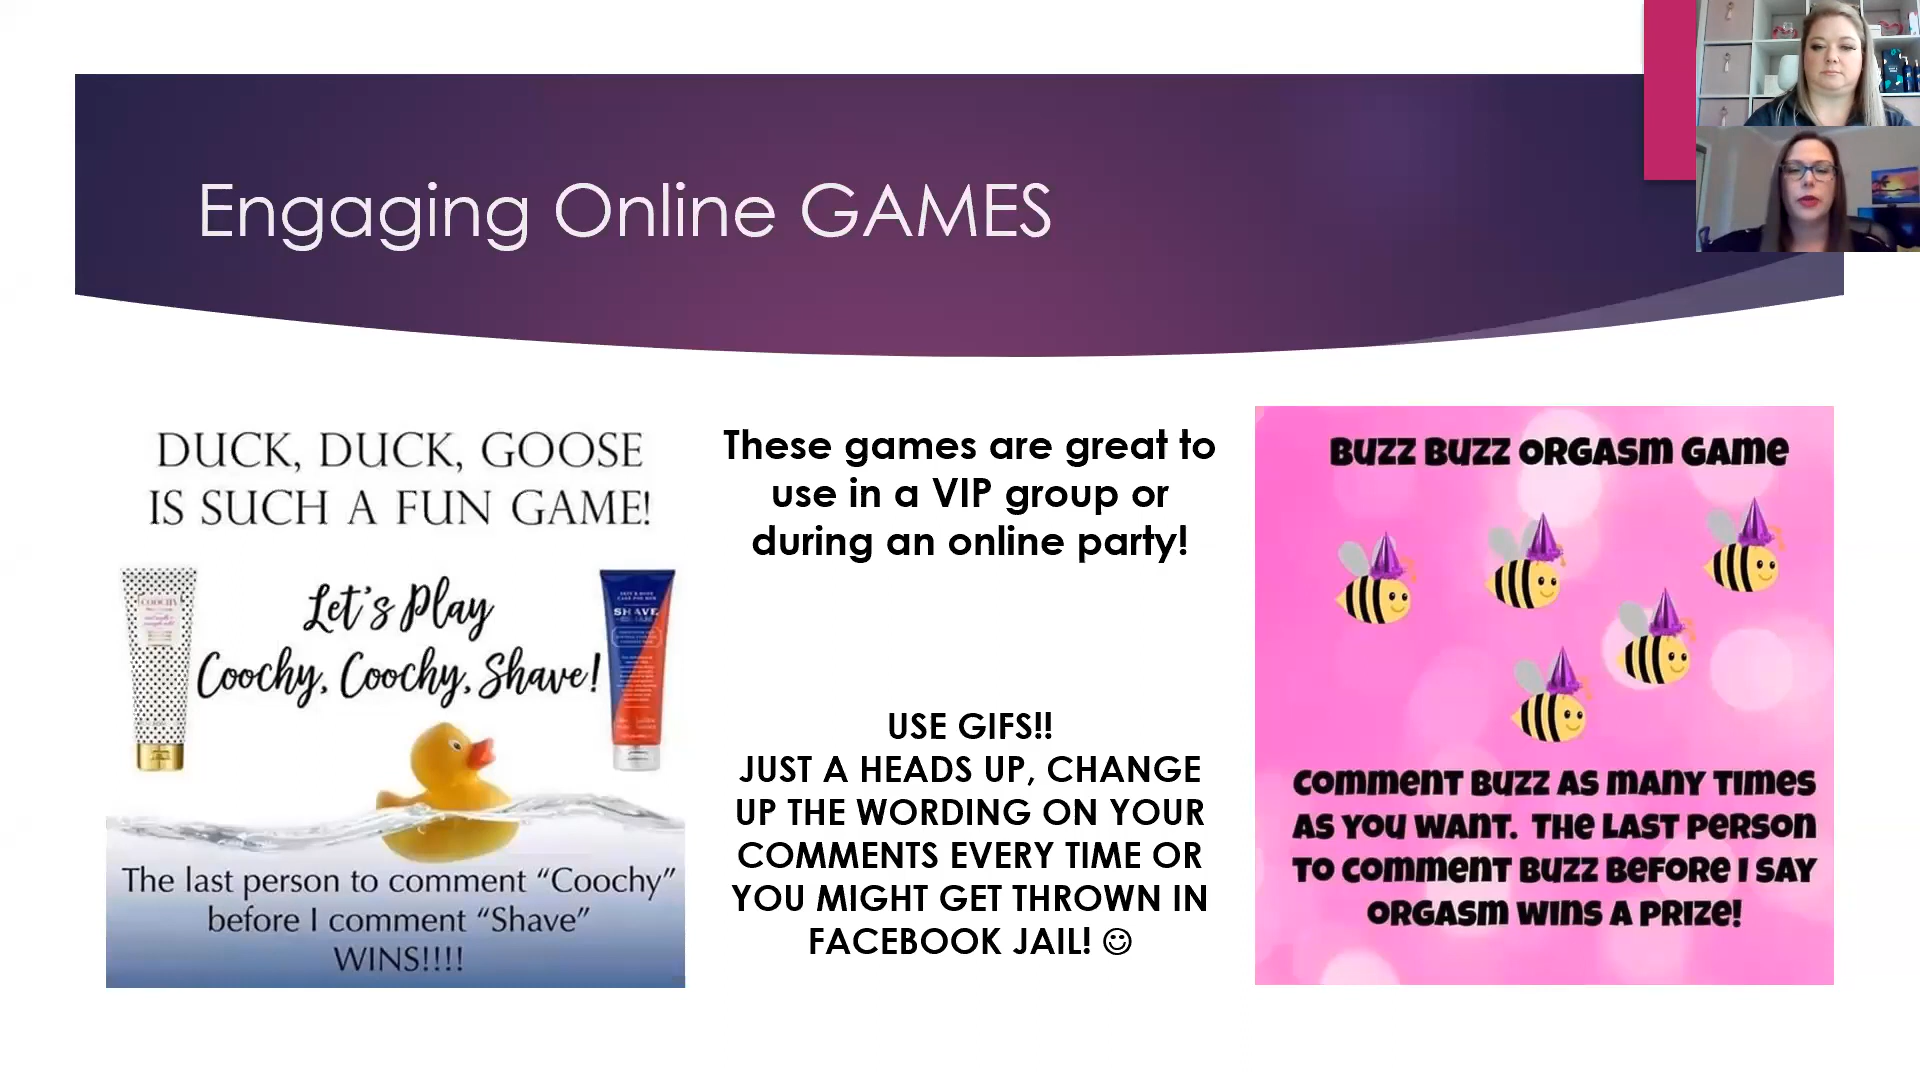 Engaging Online GAMES
DUCK, DUCK, GOOSE
IS SUCH A FUN GAME!
Let's Play
Coochy, Coochy, Shave!
COOCHY
SHAVE
The last person to comment “Coochy”
before I comment “Shave”
WINS!!!!
These games are great to
use in a VIP group or
during an online party!
USE GIFS!!
JUST A HEADS UP, CHANGE
UP THE WORDING ON YOUR
COMMENTS EVERY TIME OR
YOU MIGHT GET THROWN IN
FACEBOOK JAIL! ☺
BUZZ BUZZ ORGASM GAME
COMMENT BUZZ AS MANY TIMES
AS YOU WANT. THE LAST PERSON
TO COMMENT BUZZ BEFORE I SAY
ORGASM WINS A PRIZE!